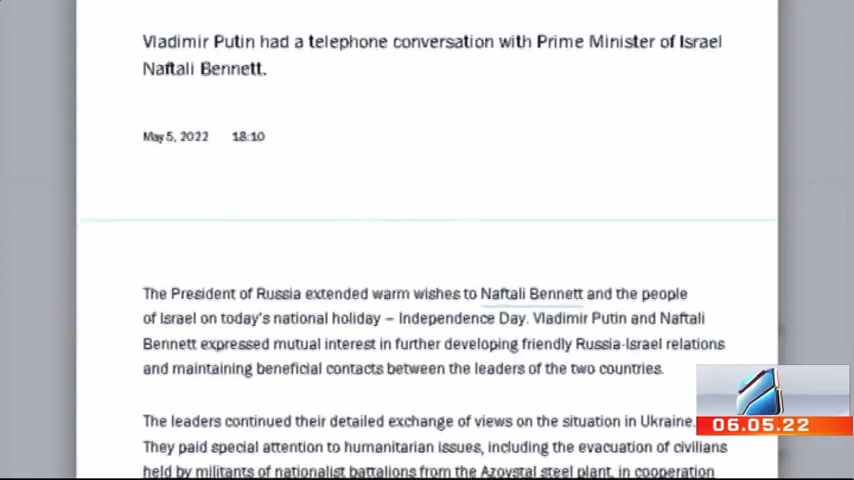 Vladimir Putin had a telephone conversation with Prime Minister of Israel
Naftali Bennett.
May 5, 2022 18:10
The President of Russia extended warm wishes to Naftali Bennett and the people
of Israel on today's national holiday – Independence Day. Vladimir Putin and Naftali
Bennett expressed mutual interest in further developing friendly Russia-Israel relations
and maintaining beneficial contacts between the leaders of the two countries.
The leaders continued their detailed exchange of views on the situation in Ukraine.
They paid special attention to humanitarian issues, including the evacuation of civilians
held by militants of nationalist battalions from the Azovstal steel plant, in cooperation
06.05.22